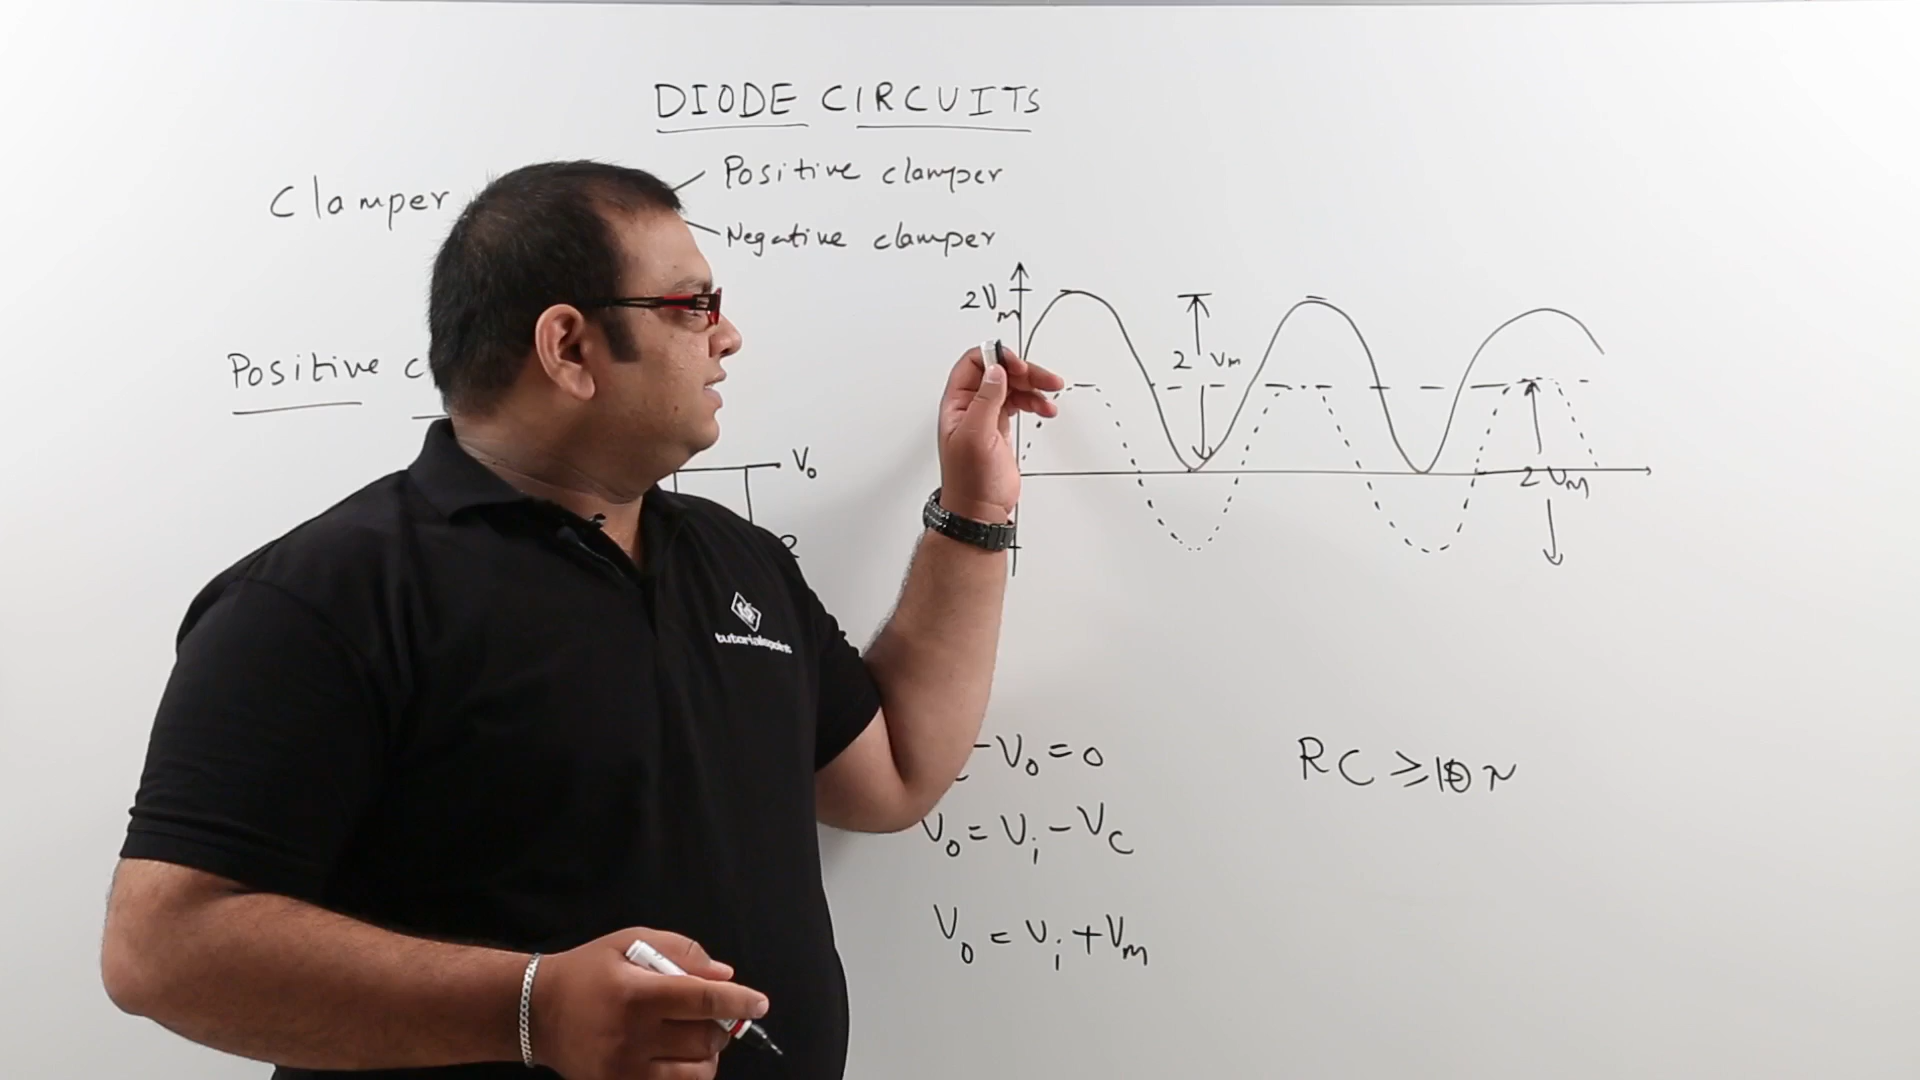 DIODE CIRCUITS
Clamper
Positive clamper
Negative clamper
Positive c
V₀
2Vm
2 Vm
2 Vm
tutorialspoint
-V₀=0
V₀=Vi-VC
V₀=Vi+Vm
RC≥10